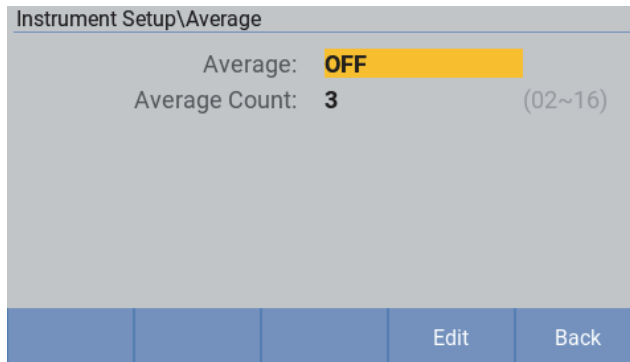 Instrument Setup\Average
Average: OFF
Average Count: 3 (02~16)
Edit Back